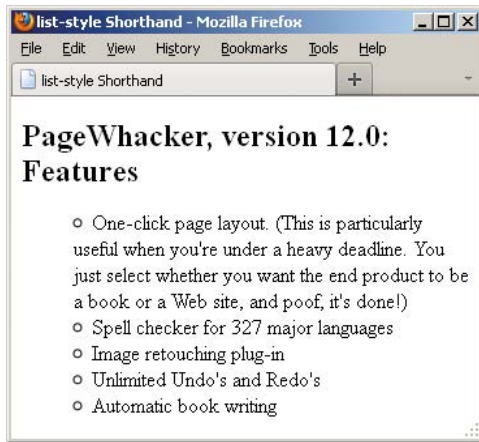 list-style Shorthand - Mozilla Firefox
File Edit View History Bookmarks Tools Help
list-style Shorthand
PageWhacker, version 12.0:
Features
One-click page layout. (This is particularly
useful when you're under a heavy deadline. You
just select whether you want the end product to be
a book or a Web site, and poof, it's done!)
Spell checker for 327 major languages
Image retouching plug-in
Unlimited Undo's and Redo's
Automatic book writing